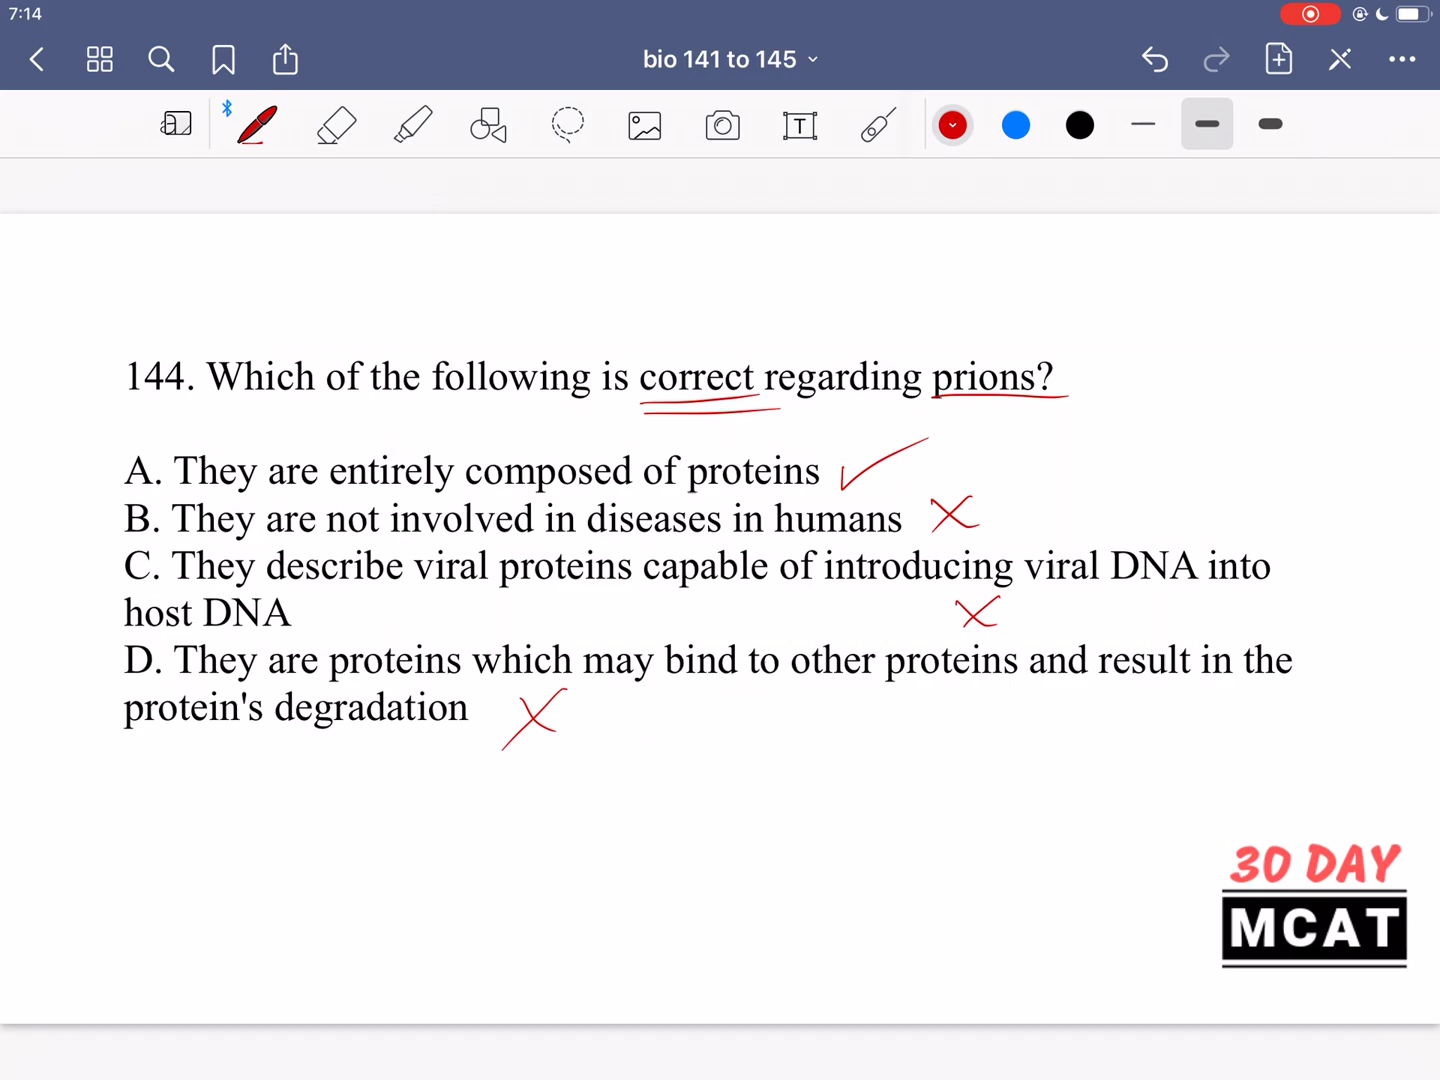 7:14
bio 141 to 145
T
144. Which of the following is correct regarding prions?
A. They are entirely composed of proteins
B. They are not involved in diseases in humans
C. They describe viral proteins capable of introducing viral DNA into
host DNA
D. They are proteins which may bind to other proteins and result in the
protein's degradation
30 DAY
MCAT